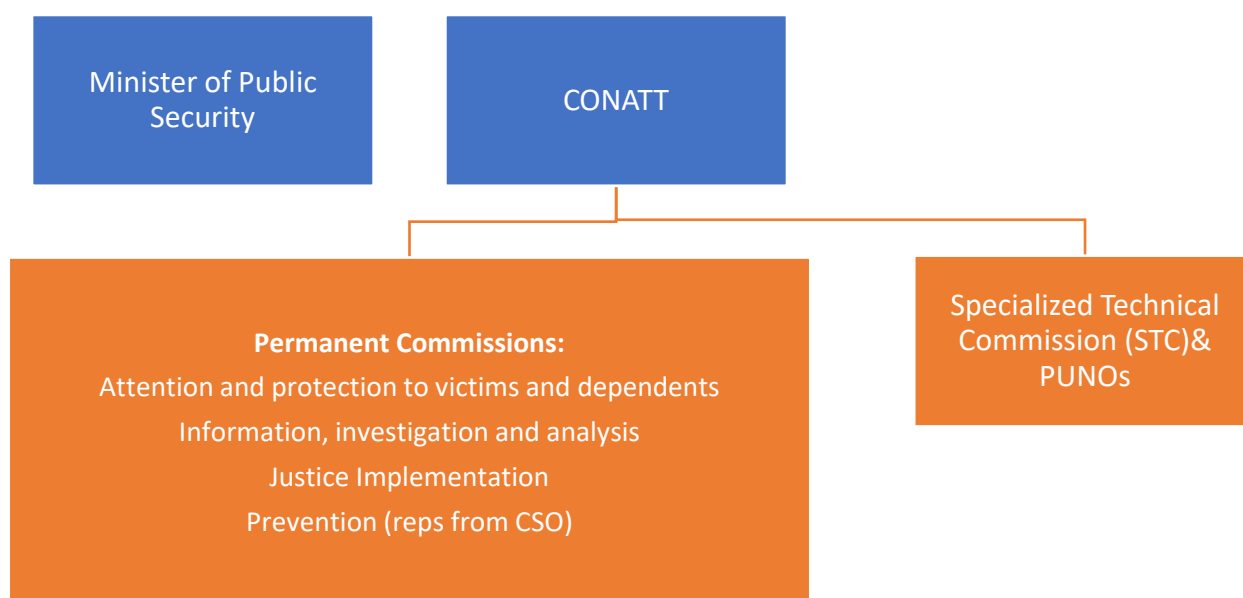 Minister of Public
Security
CONATT
Permanent Commissions:
Attention and protection to victims and dependents
Information, investigation and analysis
Justice Implementation
Prevention (reps from CSO)
Specialized Technical
Commission (STC)&
PUNOs